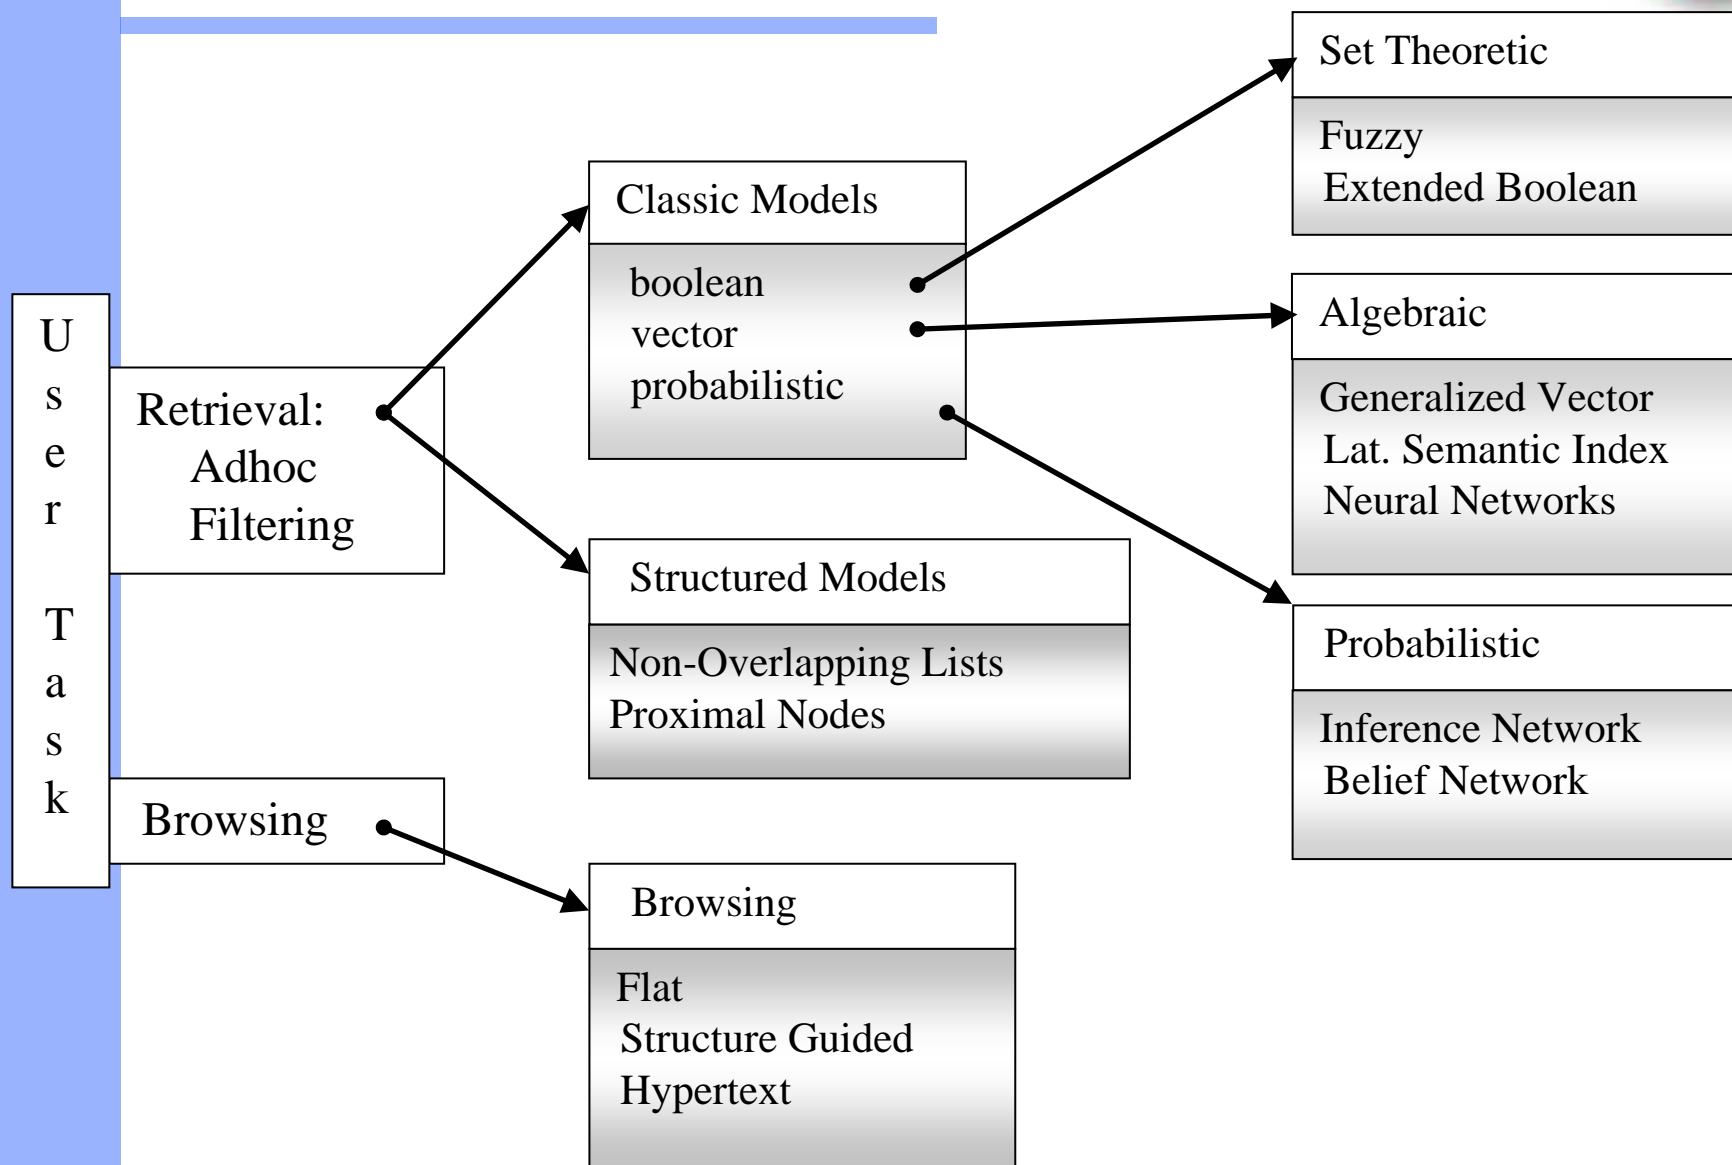 User Task
Retrieval:
Adhoc
Filtering
Browsing
Classic Models
boolean
vector
probabilistic
Structured Models
Non-Overlapping Lists
Proximal Nodes
Browsing
Flat
Structure Guided
Hypertext
Set Theoretic
Fuzzy
Extended Boolean
Algebraic
Generalized Vector
Lat. Semantic Index
Neural Networks
Probabilistic
Inference Network
Belief Network